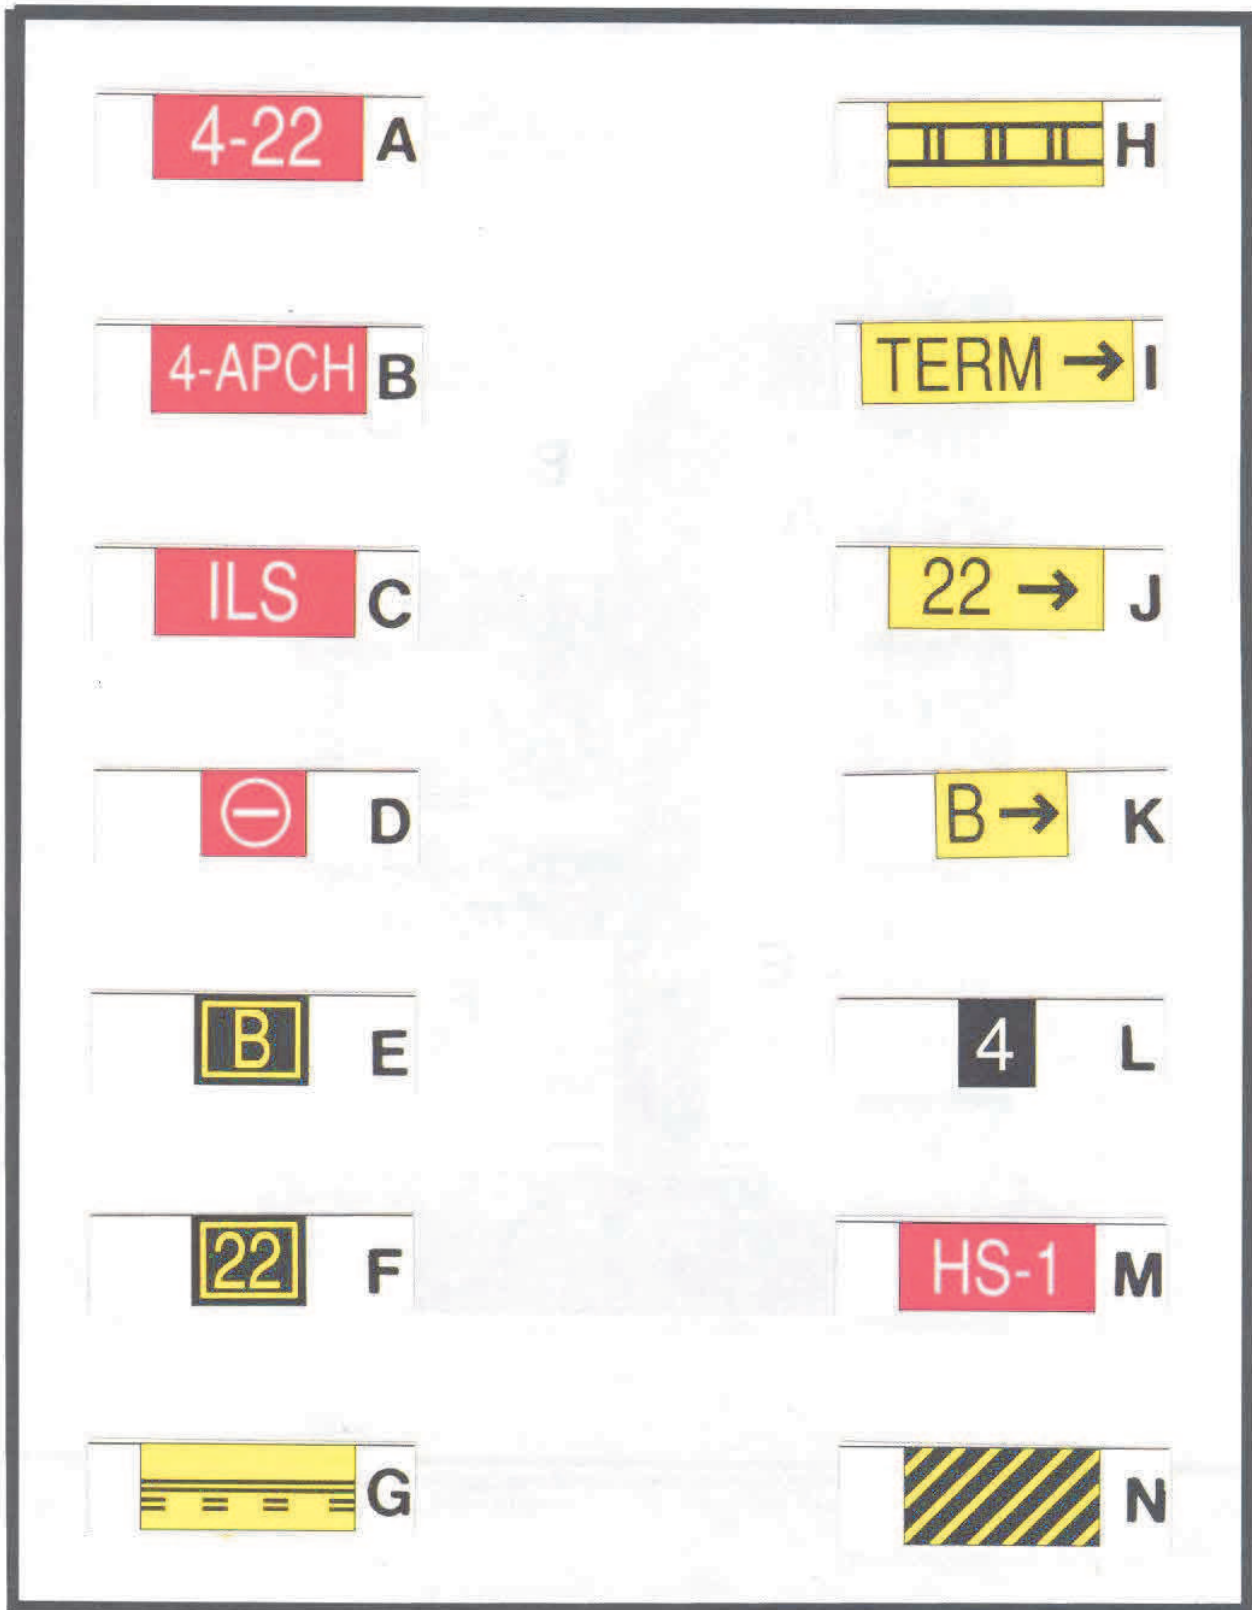 4-22 A
4-APCH B
ILS C
D
B E
22 F
G
H
TERM → I
22 → J
B → K
4 L
HS-1 M
N